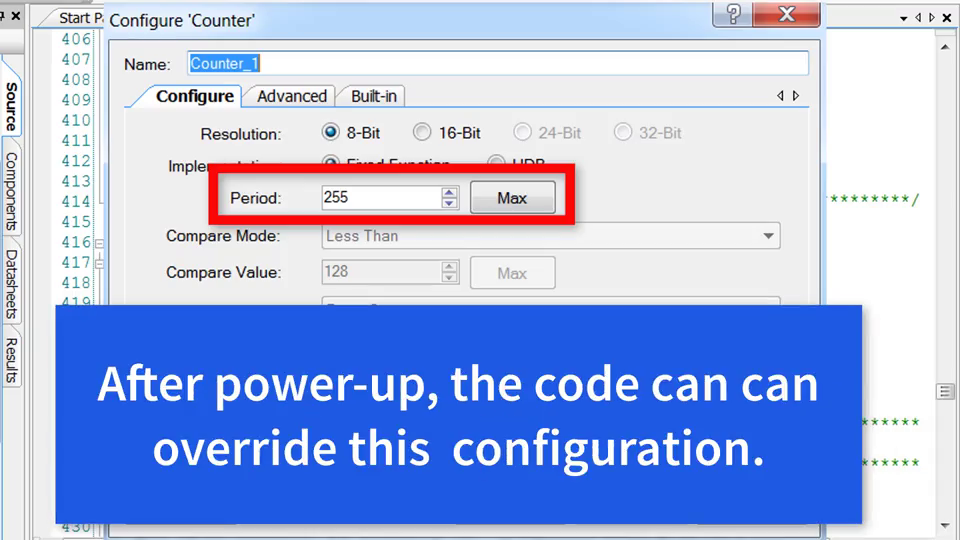 Start P
Configure 'Counter'
406
407
408
409
410
411
412
413
414
415
416
417
418
419
430
Source
Components
Datasheets
Results
Name: Counter_1
Configure Advanced Built-in
Resolution: 8-Bit 16-Bit 24-Bit 32-Bit
Fixed Function UDB
Period: 255 Max
*********/
Compare Mode: Less Than
Compare Value: 128 Max
After power-up, the code can can
override this configuration.
******
******